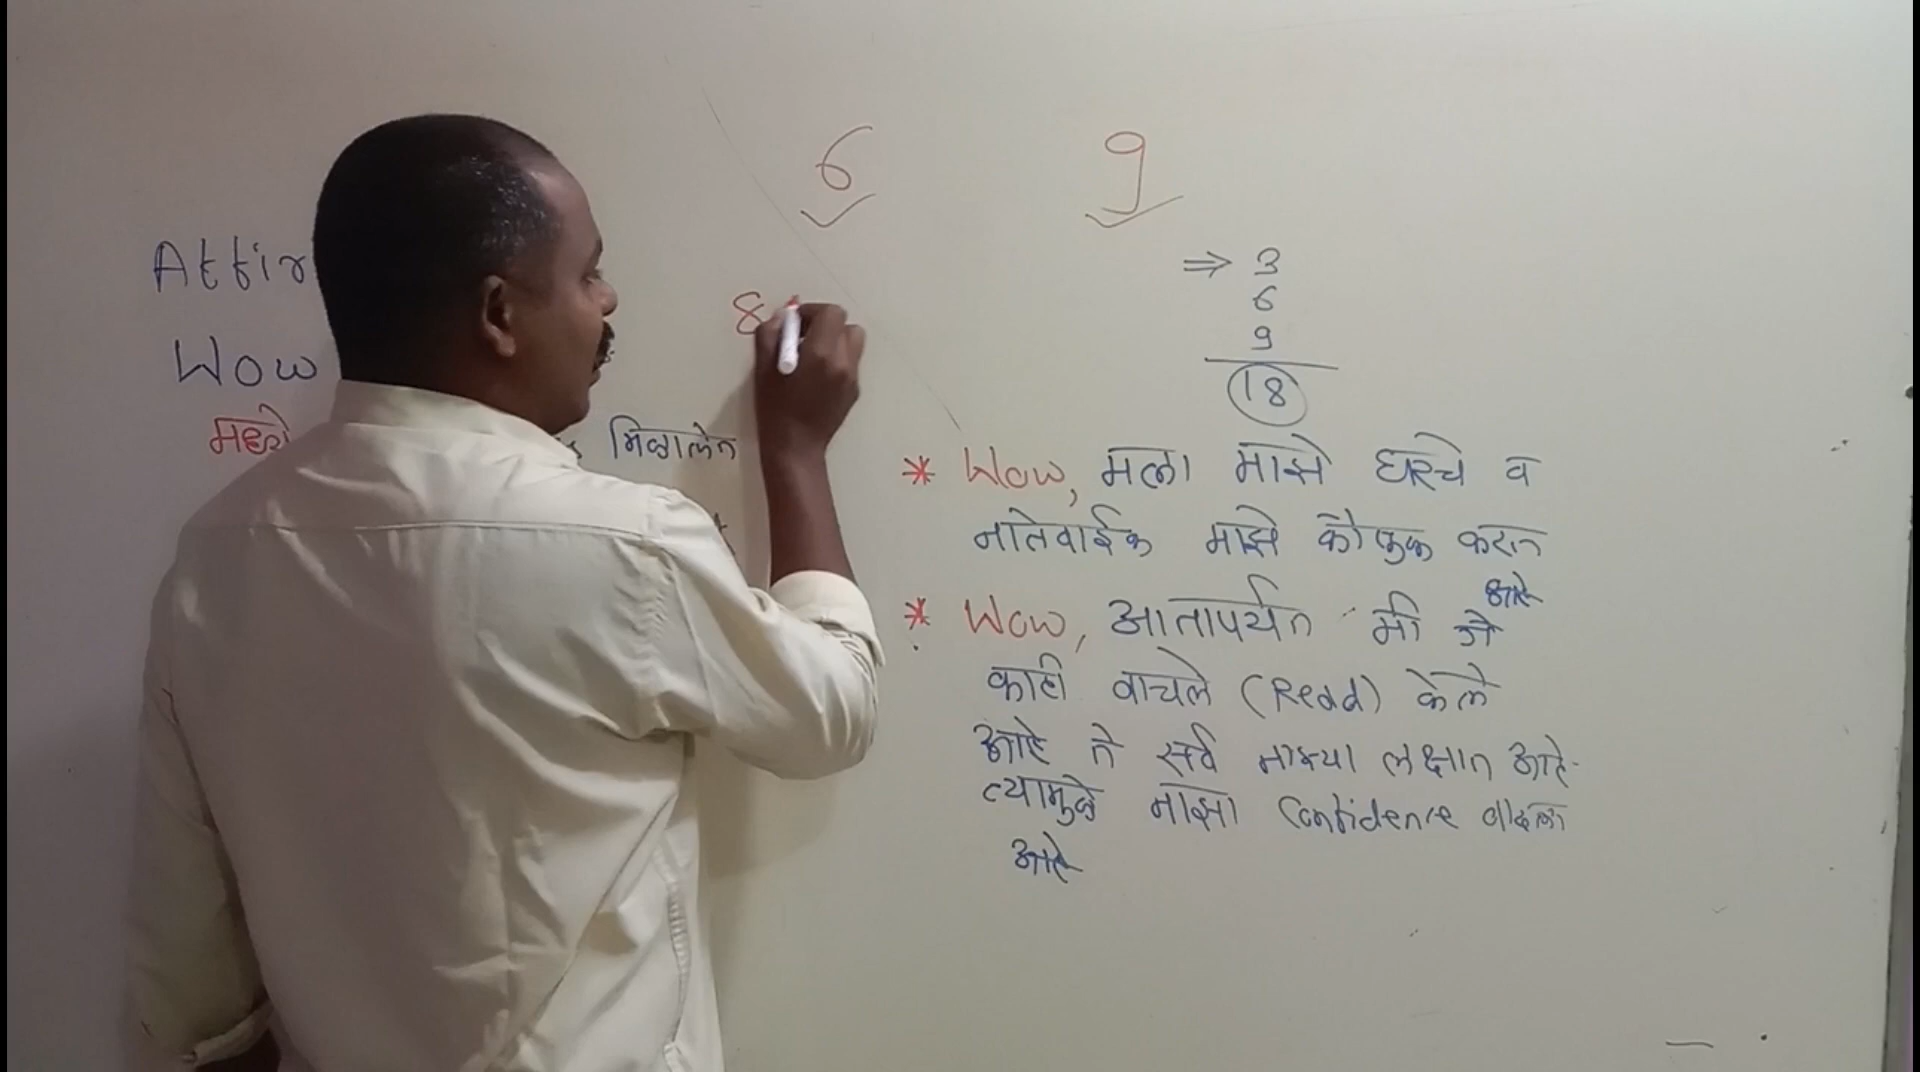 6 9
Affir
8
⇒ 3
6
9
18
Wow
मिळालेत
* Wow, मला माझे घरचे व
नातेवाईक माझे कौतुक करत
आहे
* Wow, आतापर्यंत मी जे
काही वाचले (Read) केले
आहे ते सर्व माझ्या लक्षात आहे.
त्यामुळे माझा Confidence वाढला
आहे